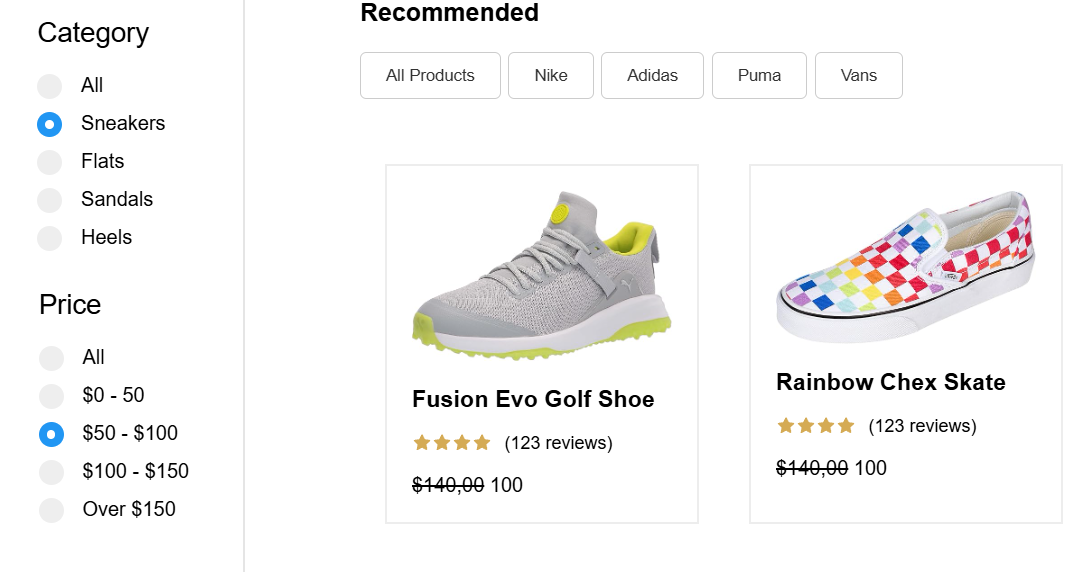 Category
All
Sneakers
Flats
Sandals
Heels
Price
All
$0 - 50
$50 - $100
$100 - $150
Over $150
Recommended
All Products
Nike
Adidas
Puma
Vans
Fusion Evo Golf Shoe
(123 reviews)
$140,00 100
Rainbow Chex Skate
(123 reviews)
$140,00 100